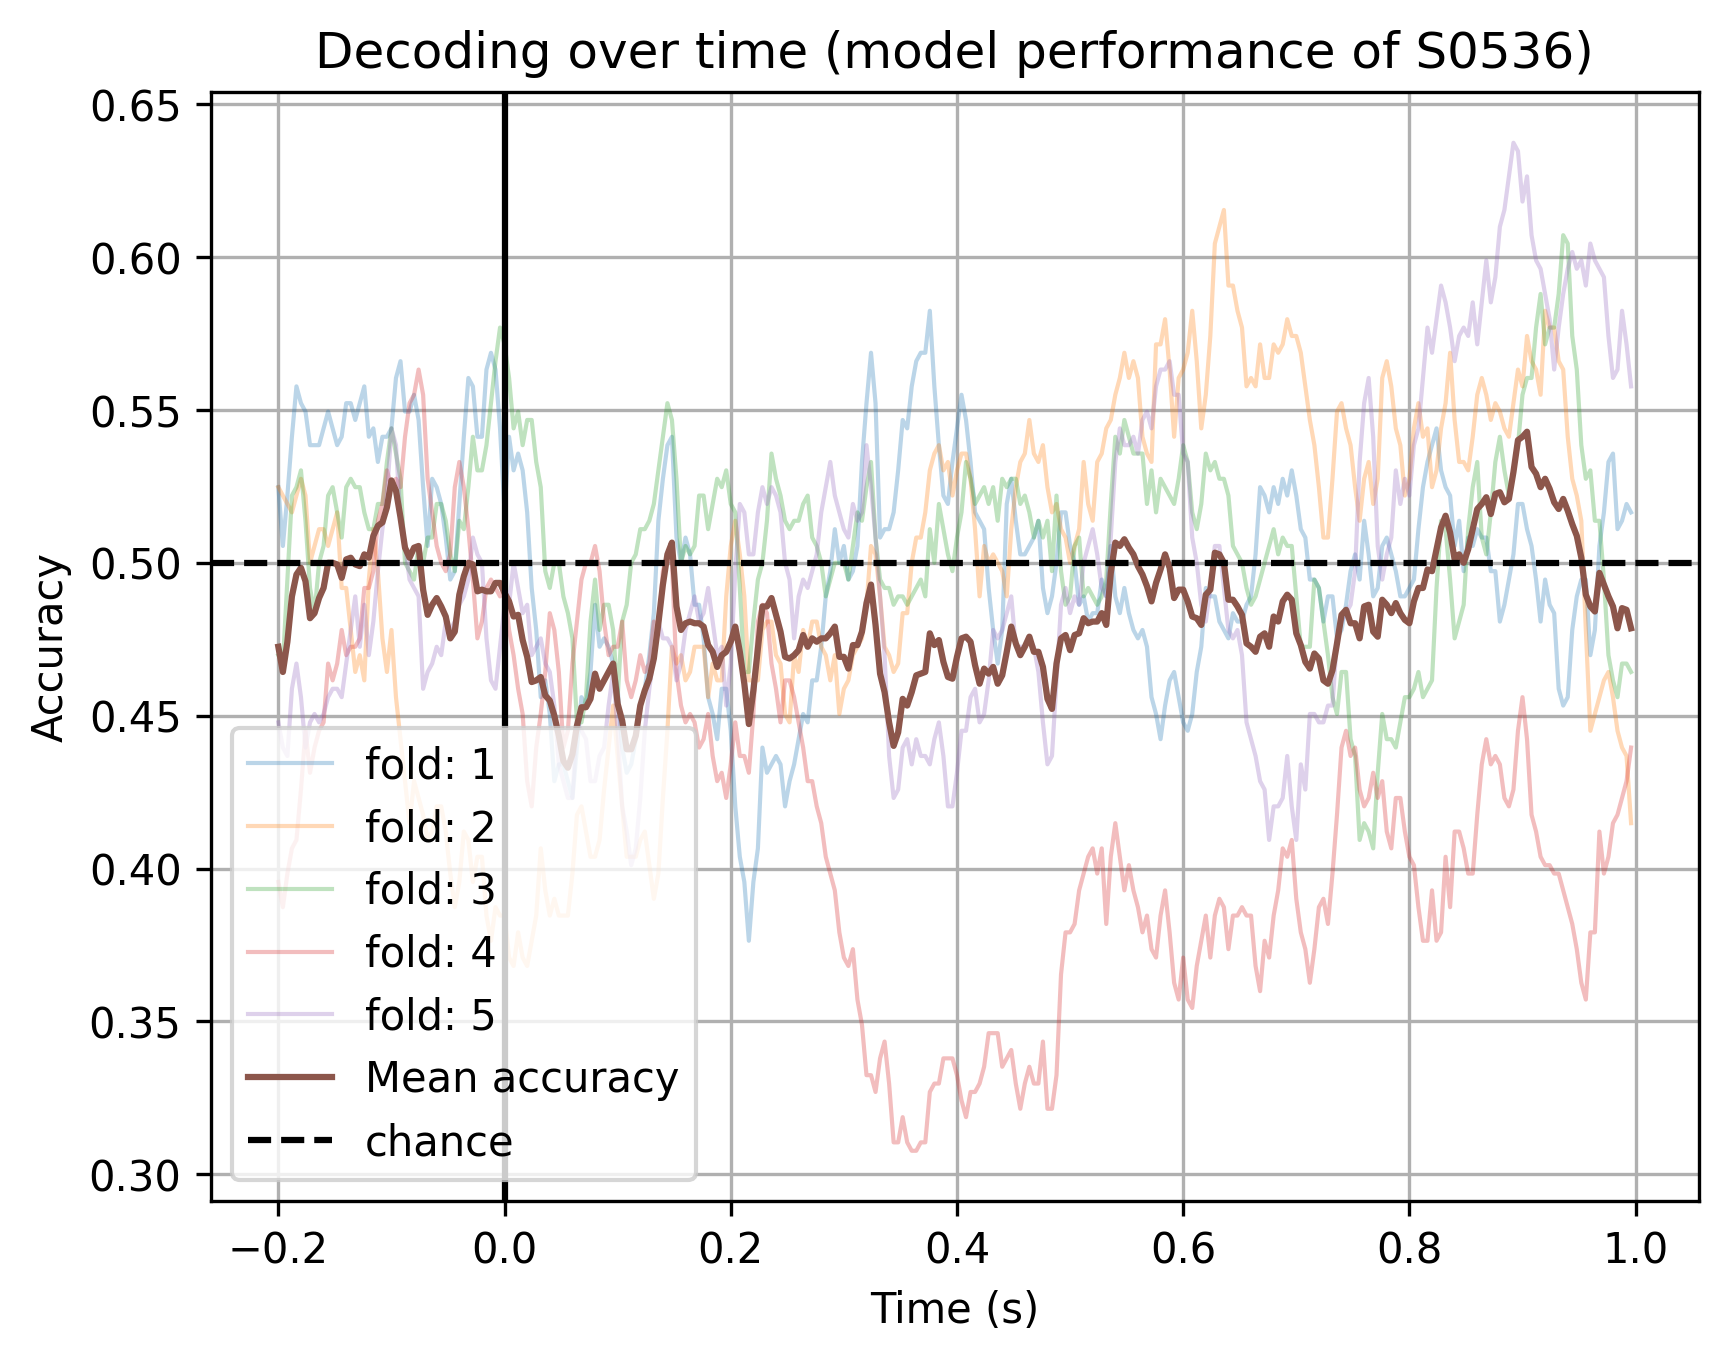 Decoding over time (model performance of S0536)
Accuracy
0.65
0.60
0.55
0.50
0.45
0.40
0.35
0.30
fold: 1
fold: 2
fold: 3
fold: 4
fold: 5
Mean accuracy
chance
−0.2 0.0 0.2 0.4 0.6 0.8 1.0
Time (s)